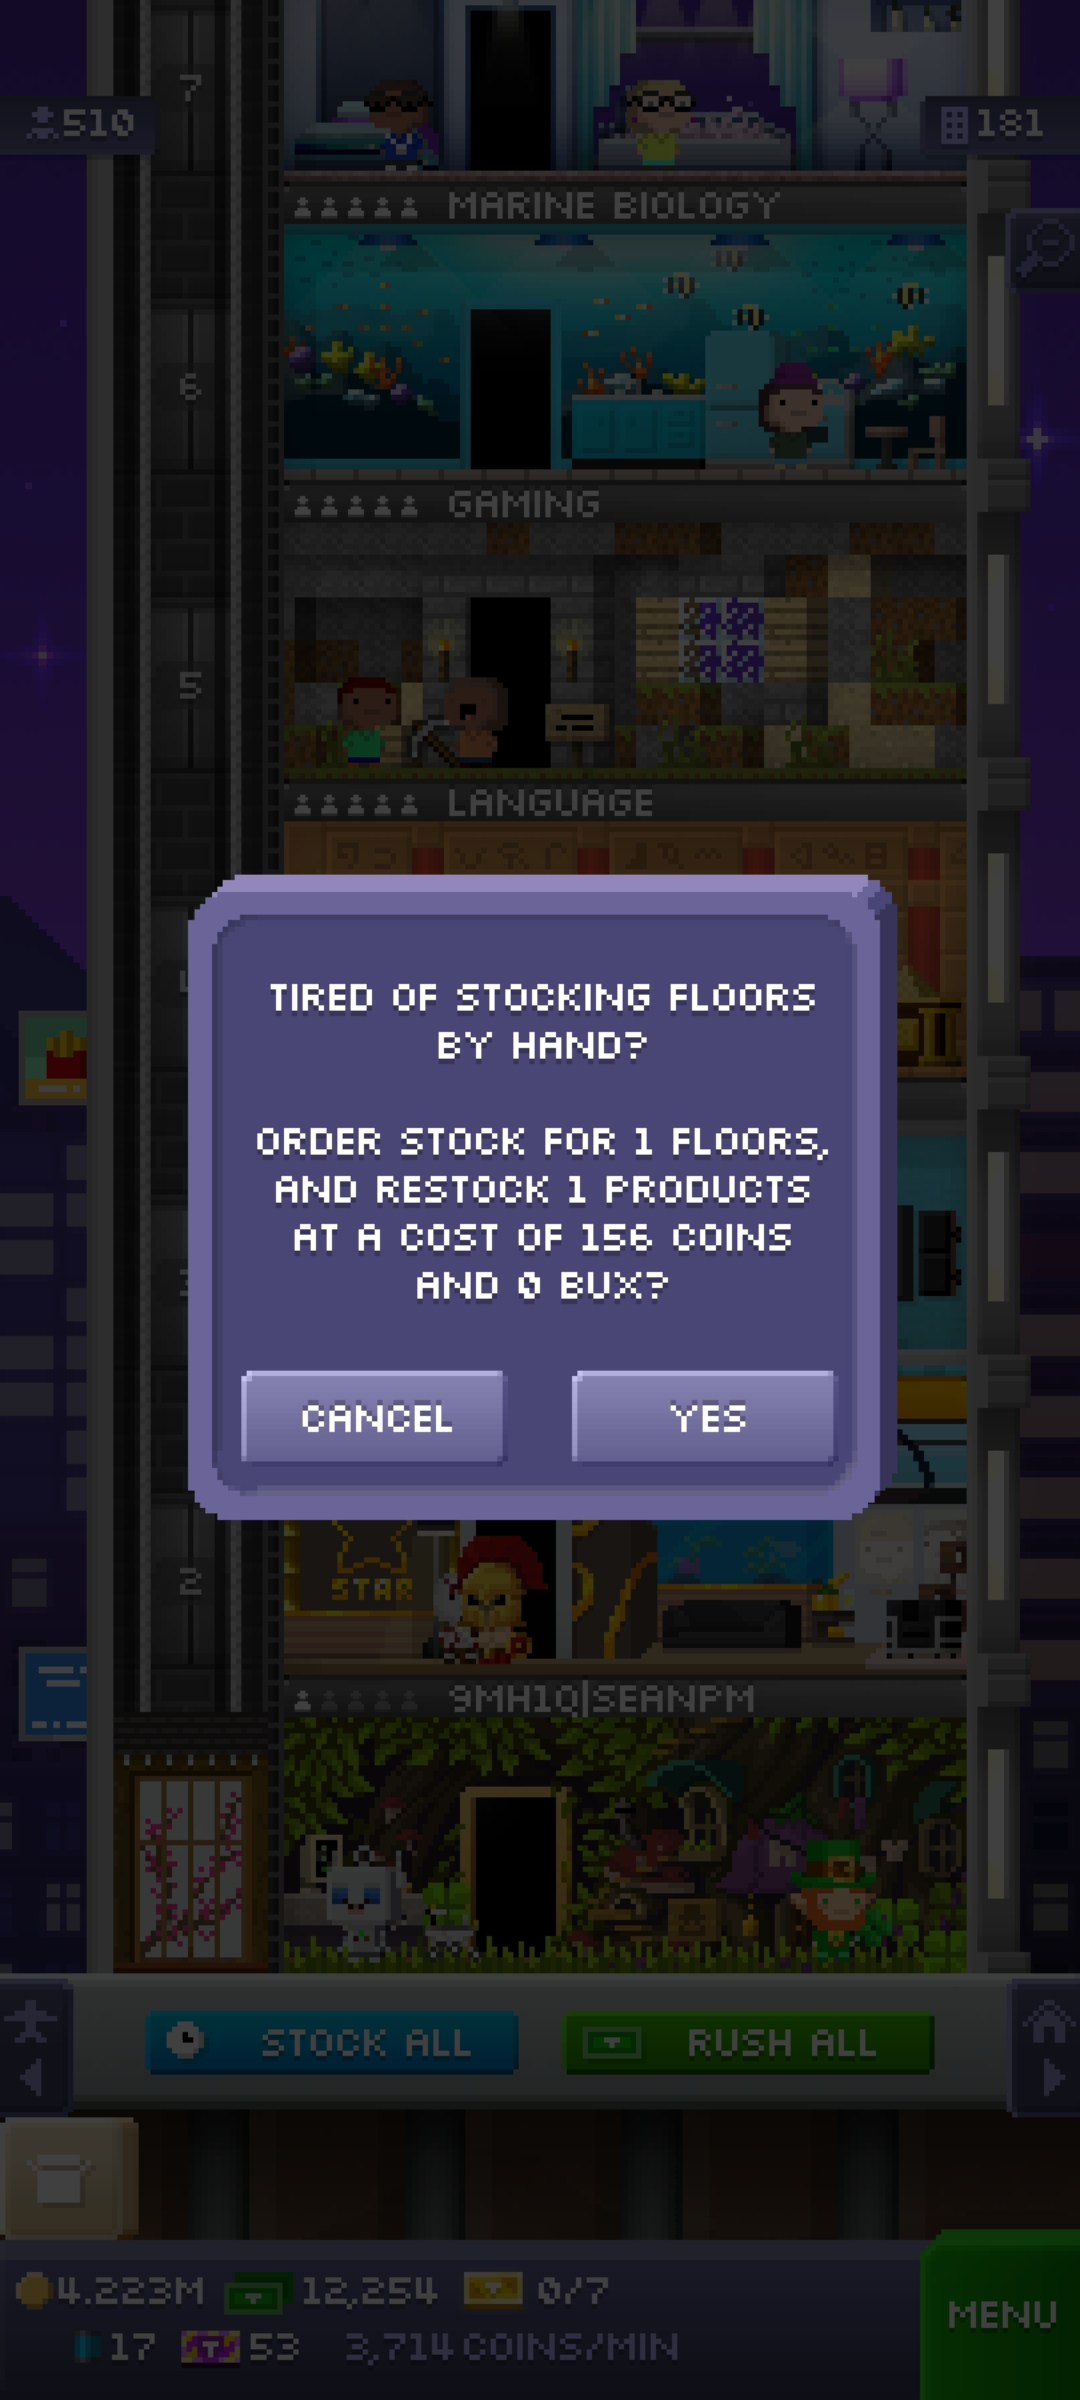 7
510
181
MARINE BIOLOGY
6
GAMING
5
LANGUAGE
TIRED OF STOCKING FLOORS
BY HAND?
ORDER STOCK FOR 1 FLOORS,
AND RESTOCK 1 PRODUCTS
AT A COST OF 156 COINS
AND 0 BUX?
CANCEL
YES
2
STAR
9MH1Q|SEANPM
STOCK ALL
RUSH ALL
4.223M
12,254
0/7
17
53
3,714 COINS/MIN
MENU